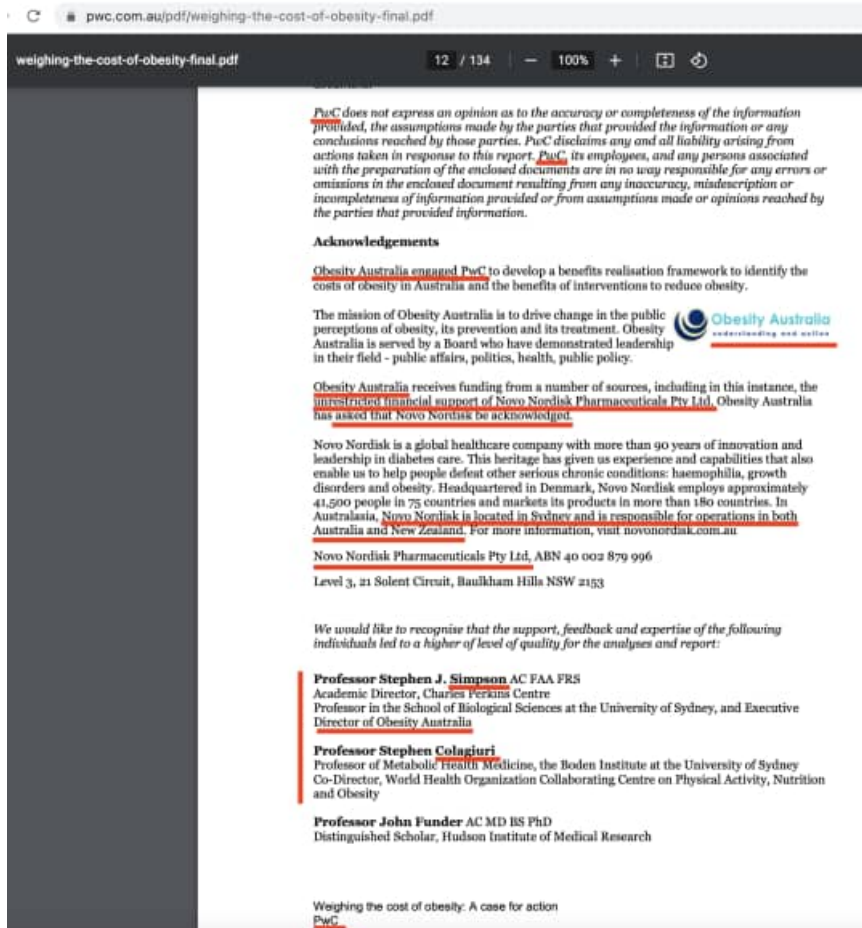 pwc.com.au/pdf/weighing-the-cost-of-obesity-final.pdf
weighing-the-cost-of-obesity-final.pdf
12 / 134
100%
PwC does not express an opinion as to the accuracy or completeness of the information
provided, the assumptions made by the parties that provided the information or any
conclusions reached by those parties. PwC disclaims any and all liability arising from
actions taken in response to this report. PwC, its employees, and any persons associated
with the preparation of the enclosed documents are in no way responsible for any errors or
omissions in the enclosed document resulting from any inaccuracy, misdescription or
incompleteness of information provided or from assumptions made or opinions reached by
the parties that provided information.
Acknowledgements
Obesity Australia engaged PwC to develop a benefits realisation framework to identify the
costs of obesity in Australia and the benefits of interventions to reduce obesity.
The mission of Obesity Australia is to drive change in the public
perceptions of obesity, its prevention and its treatment. Obesity
Australia is served by a Board who have demonstrated leadership
in their field - public affairs, politics, health, public policy.
Obesity Australia
understanding and action
Obesity Australia receives funding from a number of sources, including in this instance, the
unrestricted financial support of Novo Nordisk Pharmaceuticals Pty Ltd. Obesity Australia
has asked that Novo Nordisk be acknowledged.
Novo Nordisk is a global healthcare company with more than 90 years of innovation and
leadership in diabetes care. This heritage has given us experience and capabilities that also
enable us to help people defeat other serious chronic conditions: haemophilia, growth
disorders and obesity. Headquartered in Denmark, Novo Nordisk employs approximately
41,500 people in 75 countries and markets its products in more than 180 countries. In
Australasia, Novo Nordisk is located in Sydney and is responsible for operations in both
Australia and New Zealand. For more information, visit novonordisk.com.au
Novo Nordisk Pharmaceuticals Pty Ltd, ABN 40 002 879 996
Level 3, 21 Solent Circuit, Baulkham Hills NSW 2153
We would like to recognise that the support, feedback and expertise of the following
individuals led to a higher of level of quality for the analyses and report:
Professor Stephen J. Simpson AC FAA FRS
Academic Director, Charles Perkins Centre
Professor in the School of Biological Sciences at the University of Sydney, and Executive
Director of Obesity Australia
Professor Stephen Colagiuri
Professor of Metabolic Health Medicine, the Boden Institute at the University of Sydney
Co-Director, World Health Organization Collaborating Centre on Physical Activity, Nutrition
and Obesity
Professor John Funder AC MD BS PhD
Distinguished Scholar, Hudson Institute of Medical Research
Weighing the cost of obesity: A case for action
PwC